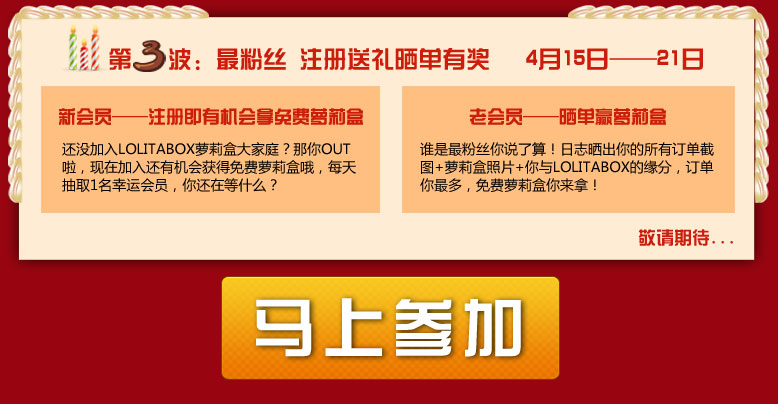 第3波：最粉丝 注册送礼晒单有奖 4月15日——21日
新会员——注册即有机会拿免费萝莉盒
还没加入LOLITABOX萝莉盒大家庭？那你OUT
啦，现在加入还有机会获得免费萝莉盒哦，每天
抽取1名幸运会员，你还在等什么？
老会员——晒单赢萝莉盒
谁是最粉丝你说了算！日志晒出你的所有订单截
图+萝莉盒照片+你与LOLITABOX的缘分，订单
你最多，免费萝莉盒你来拿！
敬请期待...
马上参加